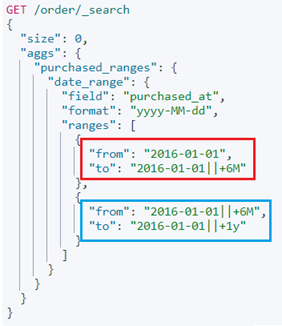 GET /order/_search
{
  "size": 0,
  "aggs": {
    "purchased_ranges": {
      "date_range": {
        "field": "purchased_at",
        "format": "yyyy-MM-dd",
        "ranges": [
          {
            "from": "2016-01-01",
            "to": "2016-01-01||+6M"
          },
          {
            "from": "2016-01-01||+6M",
            "to": "2016-01-01||+1y"
          }
        ]
      }
    }
  }
}